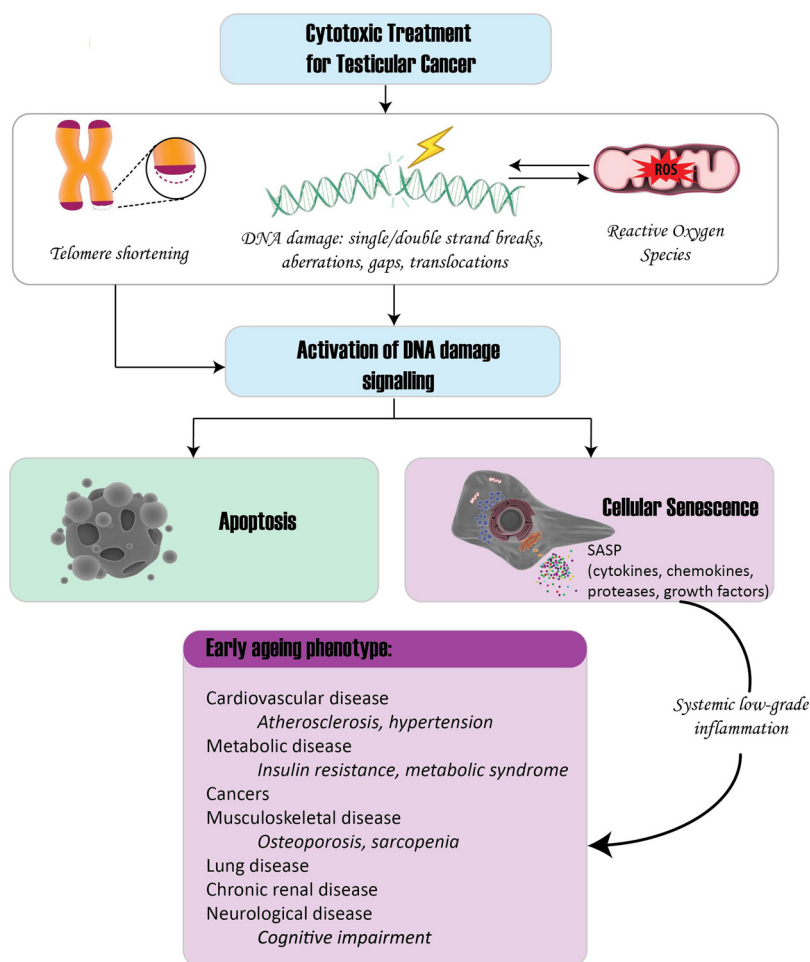 Cytotoxic Treatment
for Testicular Cancer
ROS
Telomere shortening
DNA damage: single/double strand breaks,
aberrations, gaps, translocations
Reactive Oxygen
Species
Activation of DNA damage
signalling
Apoptosis
Cellular Senescence
SASP
(cytokines, chemokines,
proteases, growth factors)
Early ageing phenotype:
Cardiovascular disease
Atherosclerosis, hypertension
Metabolic disease
Insulin resistance, metabolic syndrome
Cancers
Musculoskeletal disease
Osteoporosis, sarcopenia
Lung disease
Chronic renal disease
Neurological disease
Cognitive impairment
Systemic low-grade
inflammation